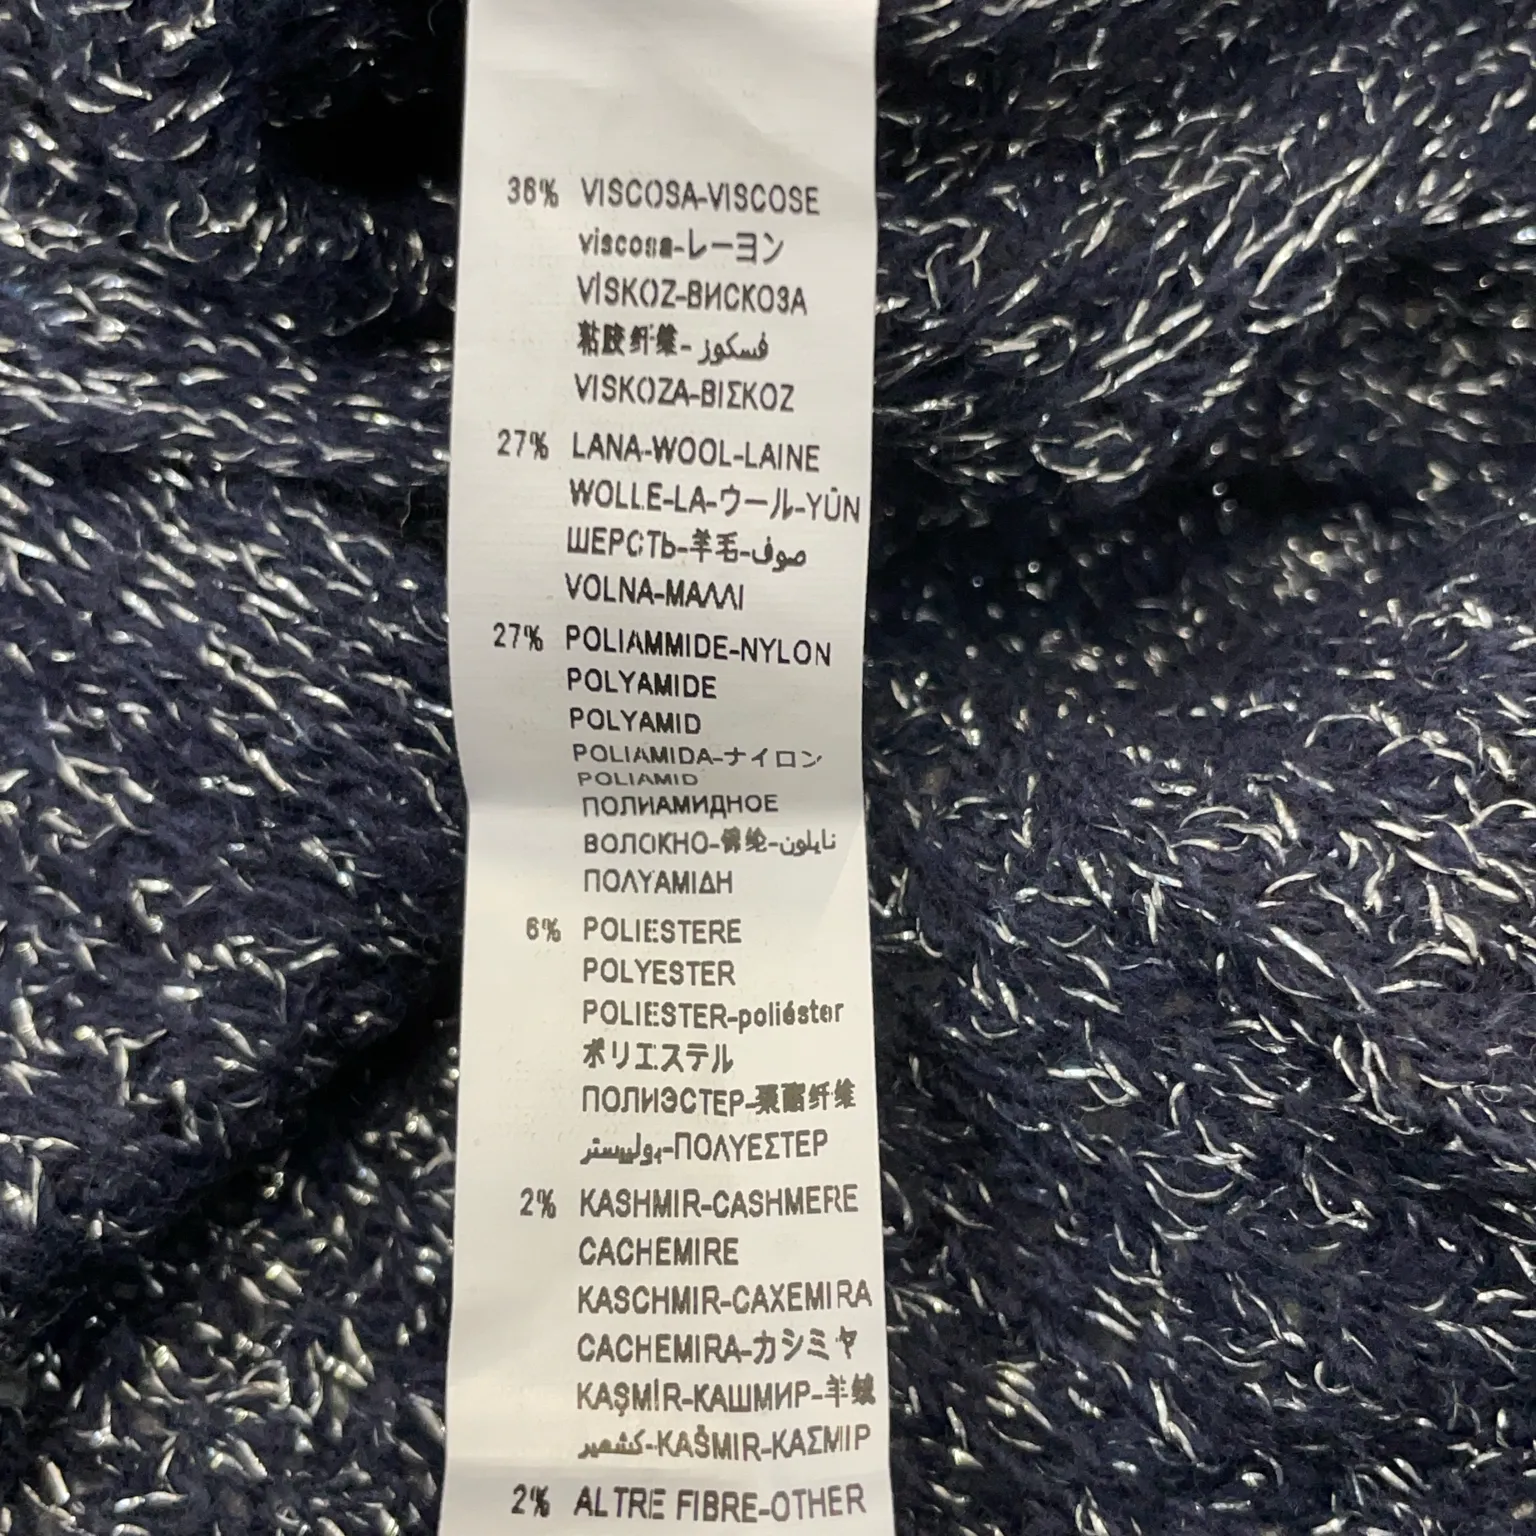 36% VISCOSA-VISCOSE
viscosa-レーヨン
VİSKOZ-ВИСКОЗА
粘胶纤维-فسكوز
VISKOZA-ΒΙΣΚΟΖ
27% LANA-WOOL-LAINE
WOLLE-LA-ウール-YÜN
ШЕРСТЬ-羊毛-صوف
VOLNA-ΜΑΛΛΙ
27% POLIAMMIDE-NYLON
POLYAMIDE
POLYAMID
POLIAMIDA-ナイロン
POLIAMID
ПОЛИАМИДНОЕ
ВОЛОКНО-锦纶-نايلون
ΠΟΛΥΑΜΙΔΗ
6% POLIESTERE
POLYESTER
POLIESTER-poliéster
ポリエステル
ПОЛИЭСТЕР-聚酯纤维
بوليستر-ΠΟΛΥΕΣΤΕΡ
2% KASHMIR-CASHMERE
CACHEMIRE
KASCHMIR-CAXEMIRA
CACHEMIRA-カシミヤ
KAŞMİR-КАШМИР-羊绒
كشمير-KAŠMIR-ΚΑΣΜΙΡ
2% ALTRE FIBRE-OTHER